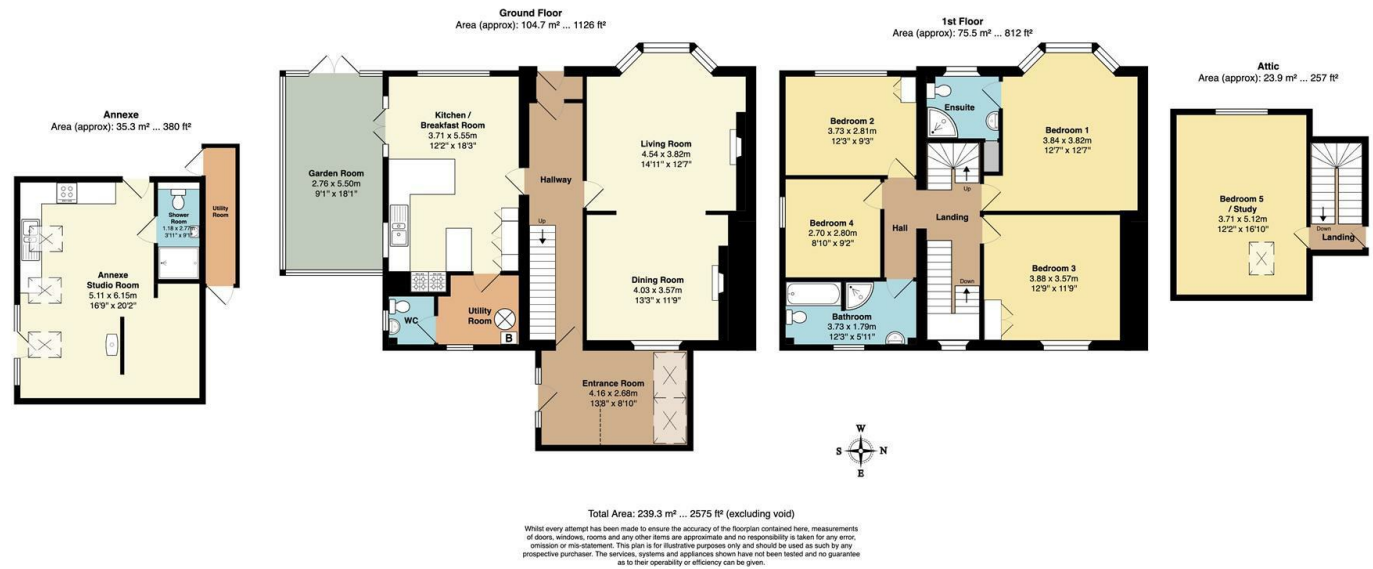 Annexe
Area (approx): 35.3 m² ... 380 ft²
Annexe
Studio Room
5.11 x 6.15m
16'9" x 20'2"
Shower
Room
1.18 x 2.77m
3'11" x 9'1"
Utility
Room
Ground Floor
Area (approx): 104.7 m² ... 1126 ft²
Garden Room
2.76 x 5.50m
9'1" x 18'1"
Kitchen /
Breakfast Room
3.71 x 5.55m
12'2" x 18'3"
Hallway
Up
Living Room
4.54 x 3.82m
14'11" x 12'7"
Dining Room
4.03 x 3.57m
13'3" x 11'9"
WC
Utility
Room
B
Entrance Room
4.16 x 2.68m
13'8" x 8'10"
1st Floor
Area (approx): 75.5 m² ... 812 ft²
Bedroom 2
3.73 x 2.81m
12'3" x 9'3"
Ensuite
Bedroom 1
3.84 x 3.82m
12'7" x 12'7"
Up
Bedroom 4
2.70 x 2.80m
8'10" x 9'2"
Hall
Landing
Down
Bedroom 3
3.88 x 3.57m
12'9" x 11'9"
Bathroom
3.73 x 1.79m
12'3" x 5'11"
Attic
Area (approx): 23.9 m² ... 257 ft²
Bedroom 5
/ Study
3.71 x 5.12m
12'2" x 16'10"
Down
Landing
W
S N
E
Total Area: 239.3 m² ... 2575 ft² (excluding void)
Whilst every attempt has been made to ensure the accuracy of the floorplan contained here, measurements
of doors, windows, rooms and any other items are approximate and no responsibility is taken for any error,
omission or mis-statement. This plan is for illustrative purposes only and should be used as such by any
prospective purchaser. The services, systems and appliances shown have not been tested and no guarantee
as to their operability or efficiency can be given.